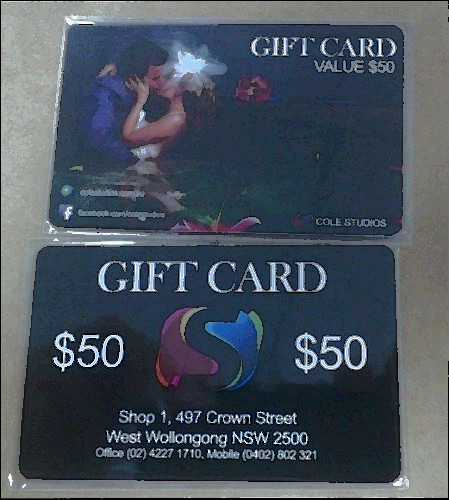 GIFT CARD
VALUE $50
COLE STUDIOS
GIFT CARD
$50 $50
Shop 1, 497 Crown Street
West Wollongong NSW 2500
Office (02) 4227 1710, Mobile (0402) 802 321